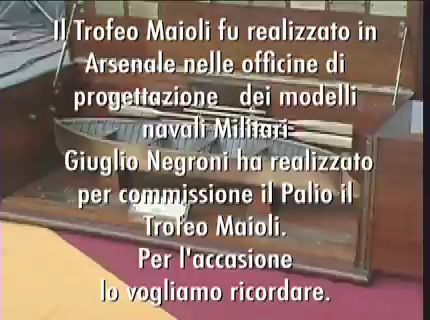 Il Trofeo Maioli fu realizzato in
Arsenale nelle officine di
progettazione dei modelli
navali Militari
Giuglio Negroni ha realizzato
per commissione il Palio il
Trofeo Maioli.
Per l'accasione
lo vogliamo ricordare.